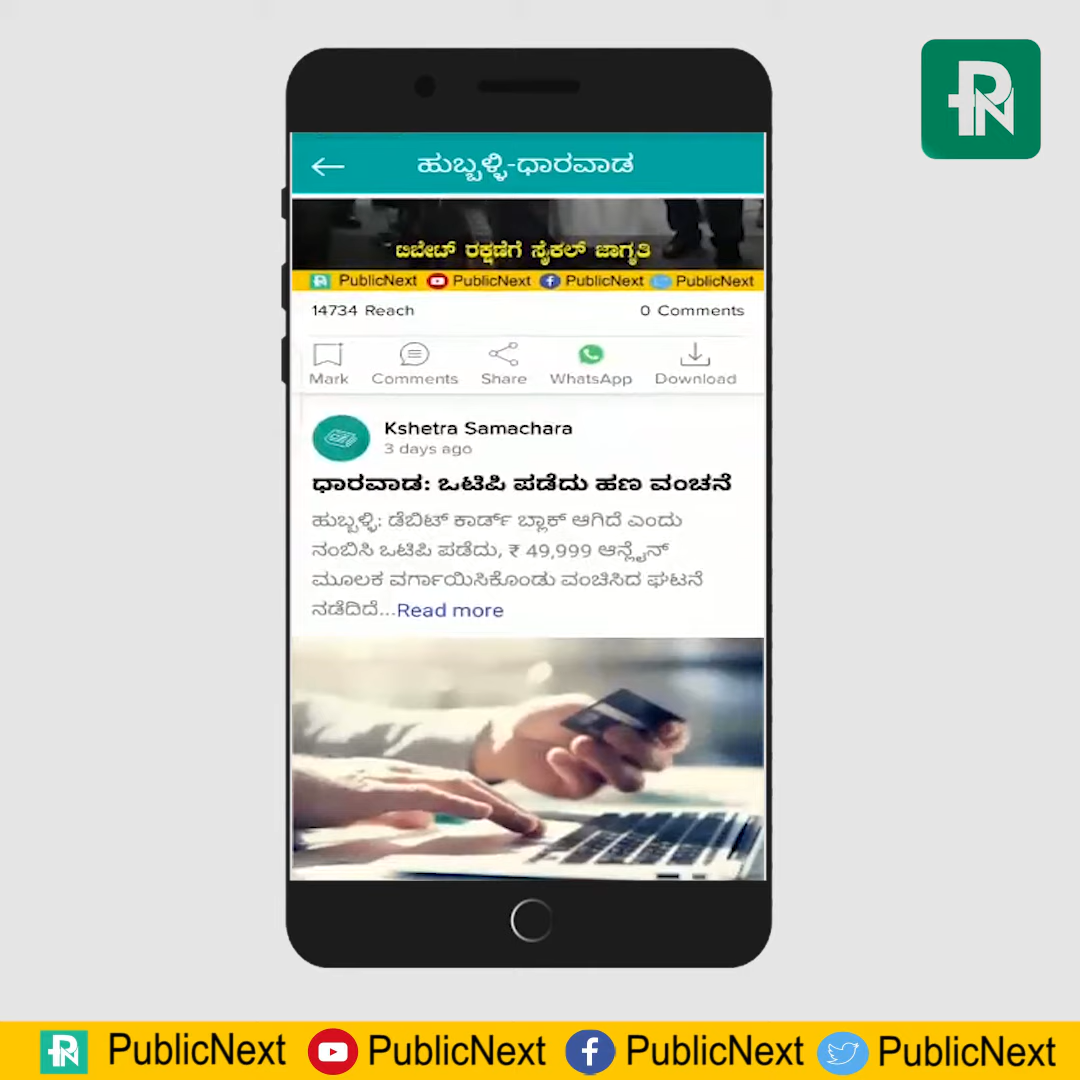 PN
ಹುಬ್ಬಳ್ಳಿ-ಧಾರವಾಡ
ಟಿಬೇಟ್ ರಕ್ಷಣೆಗೆ ಸೈಕಲ್ ಜಾಗೃತಿ
PublicNext PublicNext PublicNext PublicNext
14734 Reach 0 Comments
Mark Comments Share WhatsApp Download
Kshetra Samachara
3 days ago
ಧಾರವಾಡ: ಒಟಿಪಿ ಪಡೆದು ಹಣ ವಂಚನೆ
ಹುಬ್ಬಳ್ಳಿ: ಡೆಬಿಟ್ ಕಾರ್ಡ್ ಬ್ಲಾಕ್ ಆಗಿದೆ ಎಂದು
ನಂಬಿಸಿ ಒಟಿಪಿ ಪಡೆದು, ₹ 49,999 ಆನ್ಲೈನ್
ಮೂಲಕ ವರ್ಗಾಯಿಸಿಕೊಂಡು ವಂಚಿಸಿದ ಘಟನೆ
ನಡೆದಿದೆ...Read more
PN PublicNext PublicNext PublicNext PublicNext